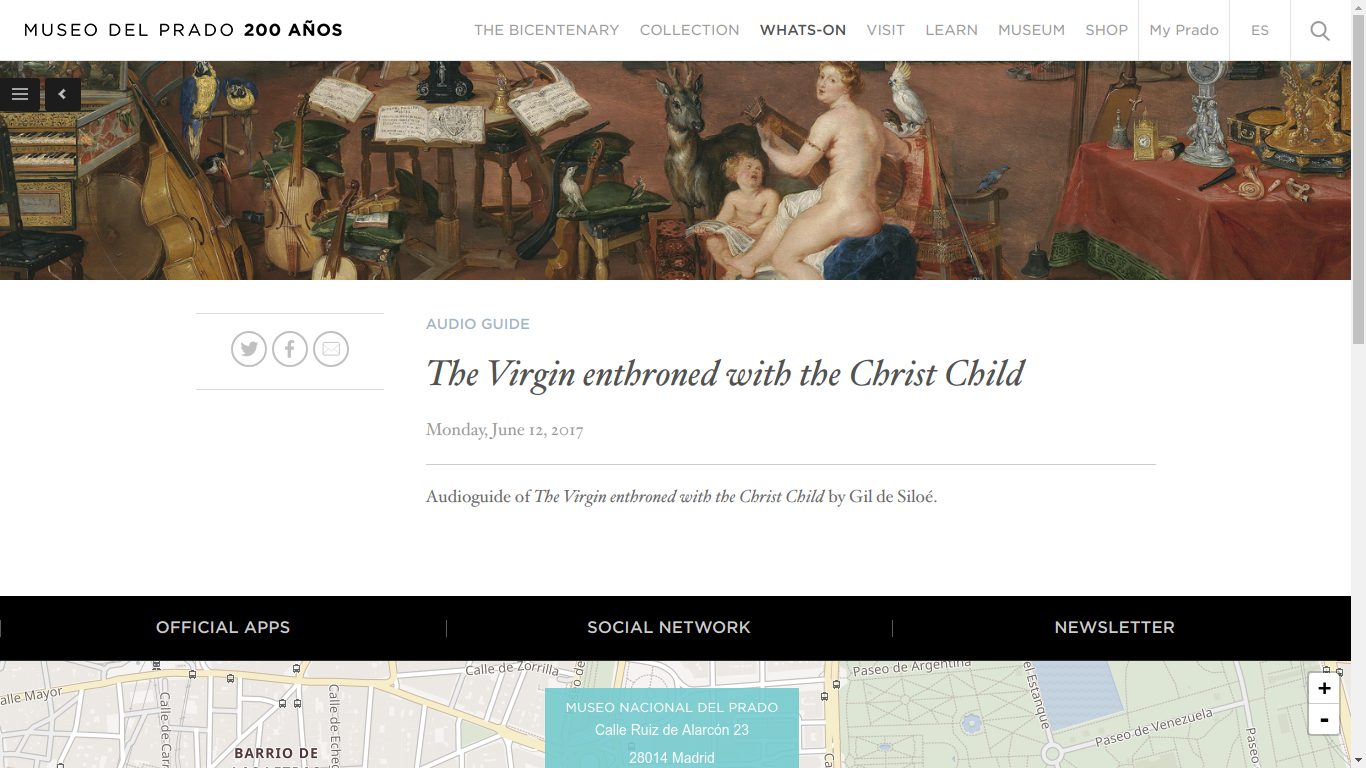 MUSEO DEL PRADO 200 AÑOS
THE BICENTENARY COLLECTION WHATS-ON VISIT LEARN MUSEUM SHOP My Prado ES
AUDIO GUIDE
The Virgin enthroned with the Christ Child
Monday, June 12, 2017
Audioguide of The Virgin enthroned with the Christ Child by Gil de Siloé.
OFFICIAL APPS SOCIAL NETWORK NEWSLETTER
Calle de Zorrilla
Paseo de Argentina
alle Mayor
Calle de
Calle de Eche
el Estanque
Paseo de Venezuela
Paseo
BARRIO DE
MUSEO NACIONAL DEL PRADO
Calle Ruiz de Alarcón 23
28014 Madrid
+
-